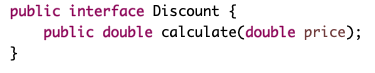 public interface Discount {
    public double calculate(double price);
}